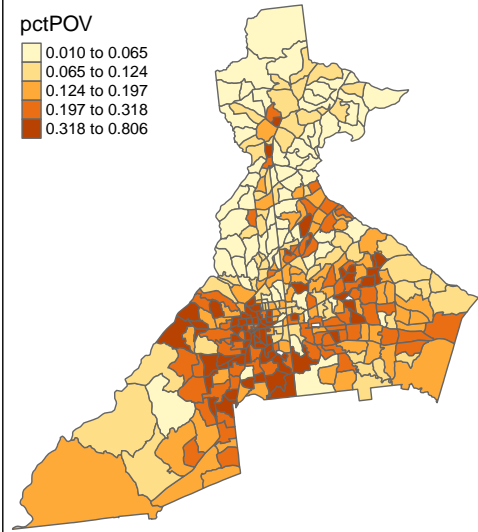 pctPOV
0.010 to 0.065
0.065 to 0.124
0.124 to 0.197
0.197 to 0.318
0.318 to 0.806